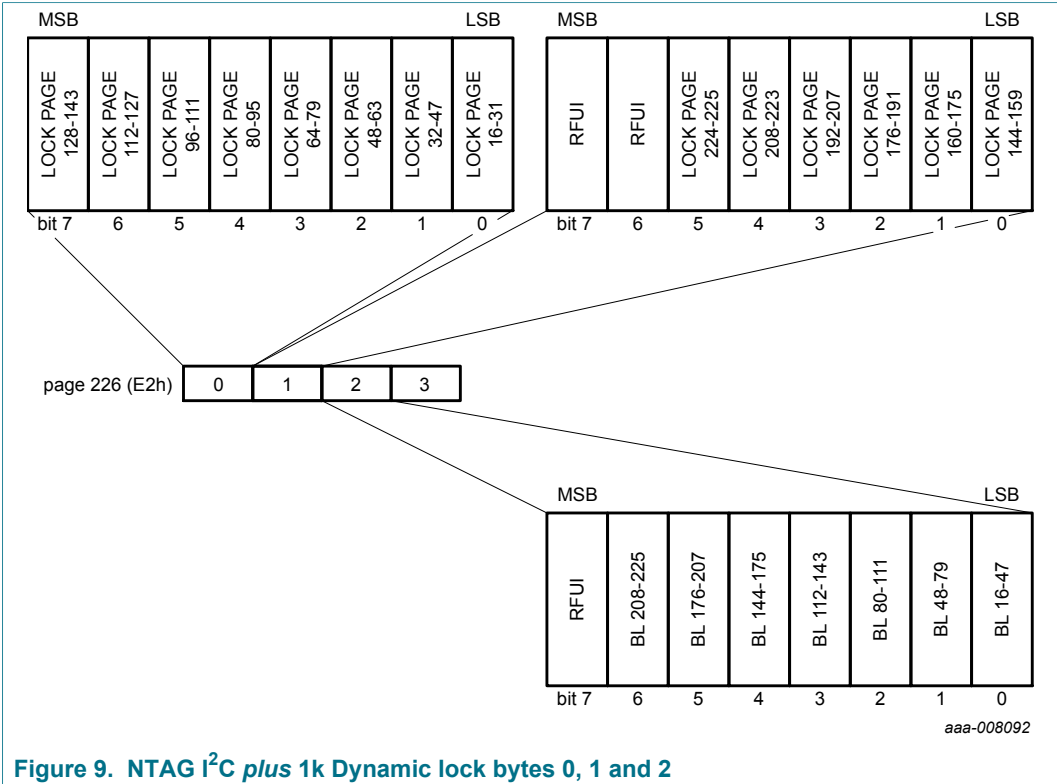 MSB LSB
LOCK PAGE 128-143
LOCK PAGE 112-127
LOCK PAGE 96-111
LOCK PAGE 80-95
LOCK PAGE 64-79
LOCK PAGE 48-63
LOCK PAGE 32-47
LOCK PAGE 16-31
bit 7 6 5 4 3 2 1 0
MSB LSB
RFUI
RFUI
LOCK PAGE 224-225
LOCK PAGE 208-223
LOCK PAGE 192-207
LOCK PAGE 176-191
LOCK PAGE 160-175
LOCK PAGE 144-159
bit 7 6 5 4 3 2 1 0
page 226 (E2h) 0 1 2 3
MSB LSB
RFUI
BL 208-225
BL 176-207
BL 144-175
BL 112-143
BL 80-111
BL 48-79
BL 16-47
bit 7 6 5 4 3 2 1 0
aaa-008092
Figure 9. NTAG I²C plus 1k Dynamic lock bytes 0, 1 and 2